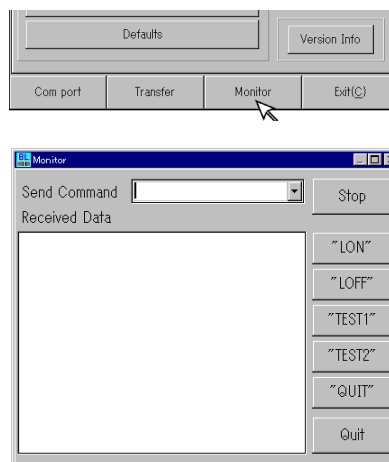 Defaults
Version Info
Com port Transfer Monitor Exit(C)
BL Monitor
Send Command Stop
Received Data
"LON"
"LOFF"
"TEST1"
"TEST2"
"QUIT"
Quit